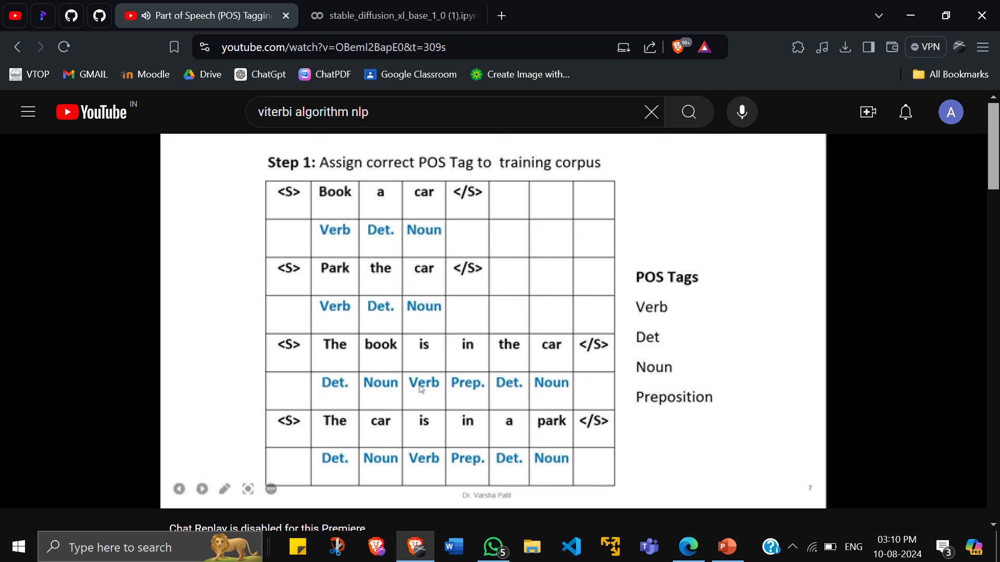 Part of Speech (POS) Tagging
stable_diffusion_xl_base_1_0 (1).ipyn
youtube.com/watch?v=OBemI2BapE0&t=309s
99+
VPN
VTOP
GMAIL
Moodle
Drive
ChatGpt
ChatPDF
Google Classroom
Create Image with...
All Bookmarks
YouTube IN
viterbi algorithm nlp
A
Step 1: Assign correct POS Tag to training corpus
<S> Book a car </S>
Verb Det. Noun
<S> Park the car </S>
Verb Det. Noun
<S> The book is in the car </S>
Det. Noun Verb Prep. Det. Noun
<S> The car is in a park </S>
Det. Noun Verb Prep. Det. Noun
POS Tags
Verb
Det
Noun
Preposition
Dr. Varsha Patil
7
Chat Replay is disabled for this Premiere
Type here to search
5
ENG
03:10 PM
10-08-2024
3
PRE